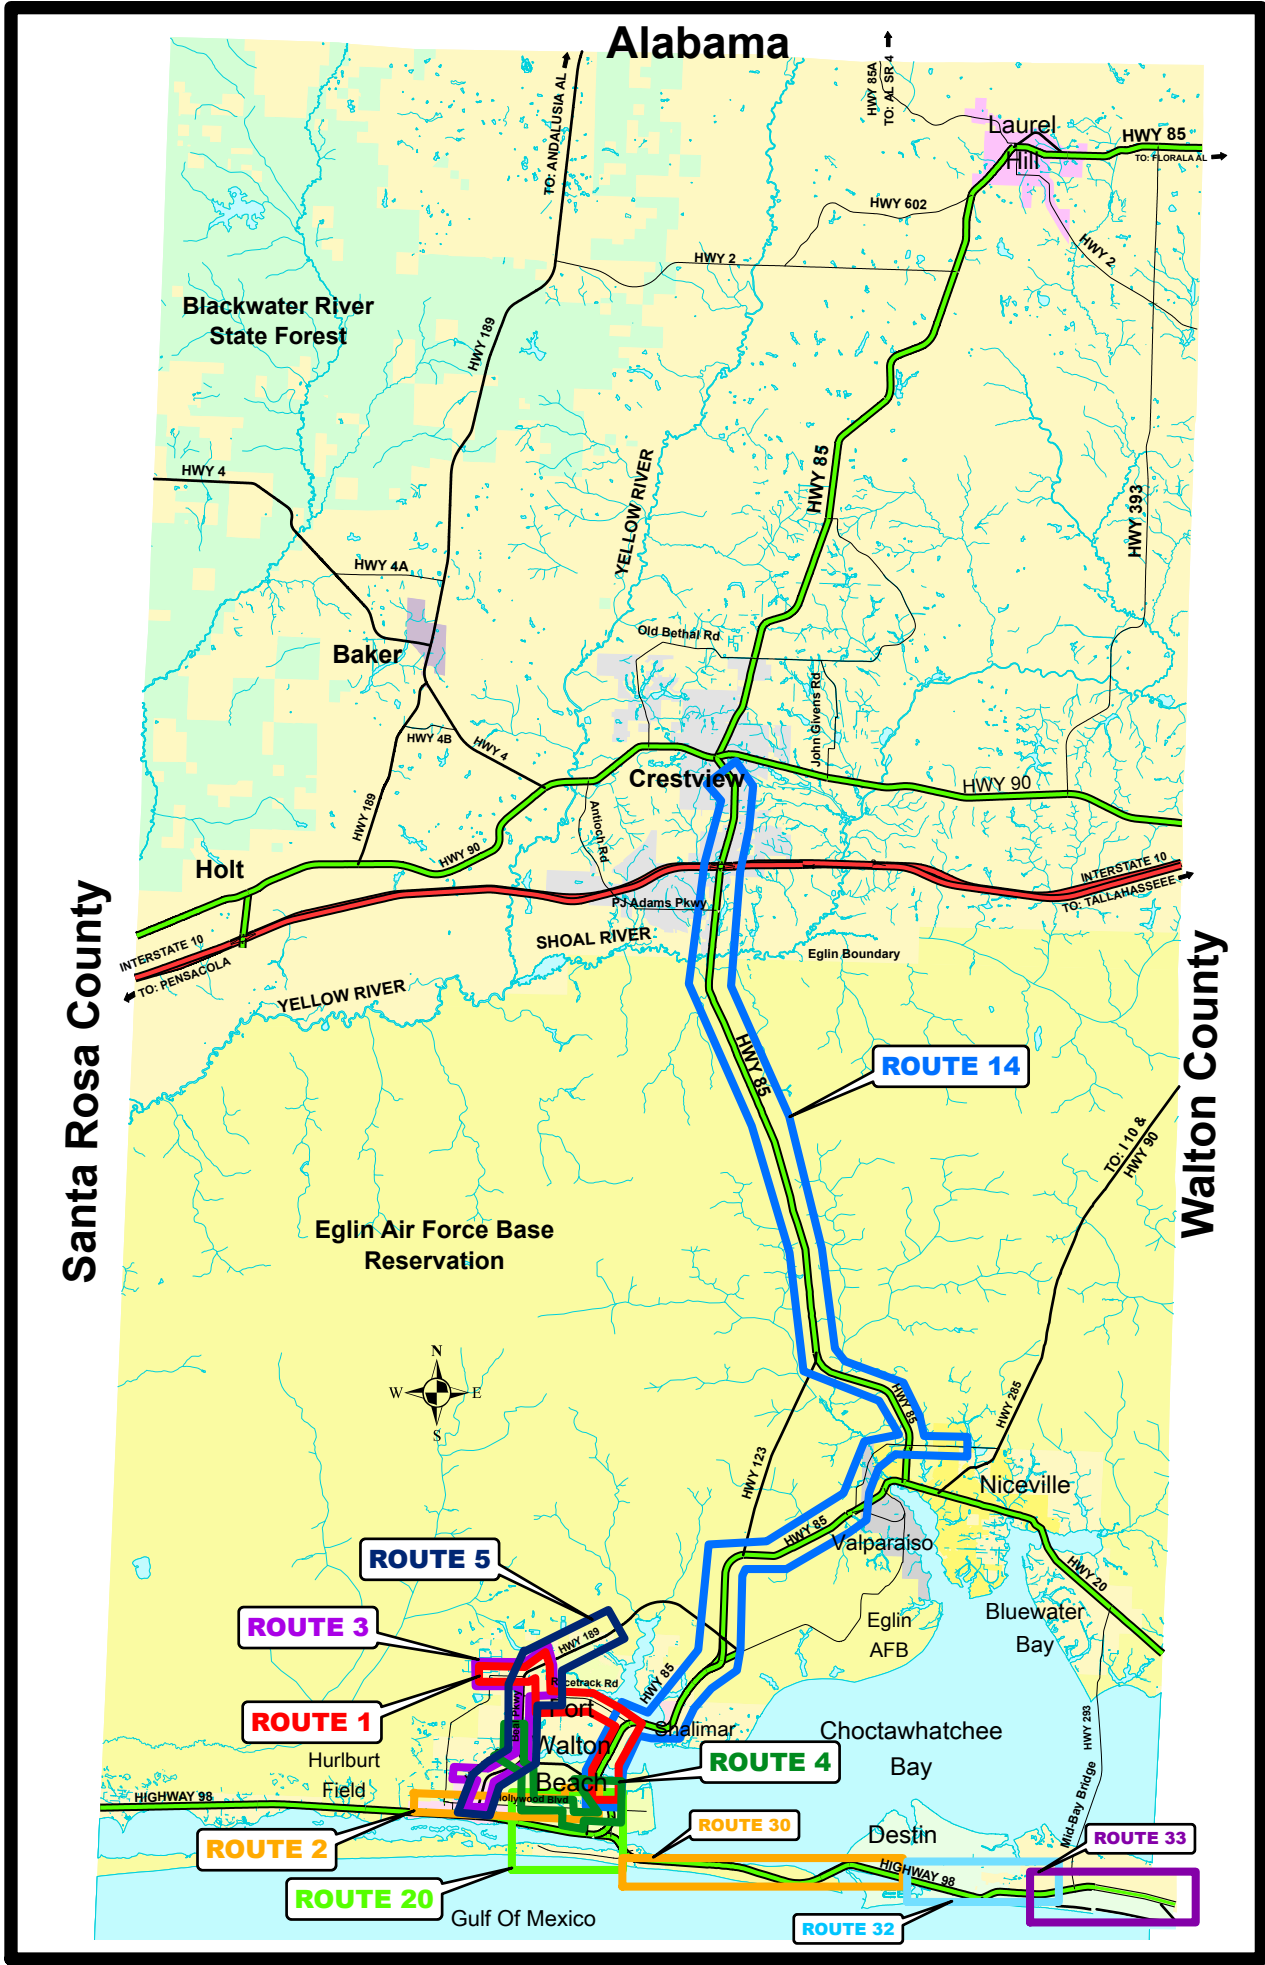 Alabama
TO: ANDALUSIA AL
HWY 85A
TO: AL SR 4
Laurel
Hill
HWY 85
TO: FLORALA AL
HWY 602
HWY 2
HWY 2
Blackwater River
State Forest
HWY 189
HWY 4
YELLOW RIVER
HWY 85
HWY 393
HWY 4A
Old Bethal Rd
Baker
John Givens Rd
HWY 4B
HWY 4
Crestview
HWY 90
HWY 189
Antioch Rd
HWY 90
Holt
INTERSTATE 10
TO: TALLAHASSEEE
PJ Adams Pkwy
SHOAL RIVER
Eglin Boundary
INTERSTATE 10
TO: PENSACOLA
YELLOW RIVER
Santa Rosa County
Walton County
HWY 85
ROUTE 14
TO: I 10 &
HWY 90
Eglin Air Force Base
Reservation
N
W
E
S
HWY 85
HWY 285
HWY 123
Niceville
HWY 85
Valparaiso
ROUTE 5
HWY 20
Eglin
AFB
Bluewater
Bay
ROUTE 3
HWY 189
Racetrack Rd
HWY 85
ROUTE 1
Beal Pkwy
Fort
Walton
Beach
Shalimar
HWY 293
Choctawhatchee
Bay
Hurlburt
Field
ROUTE 4
HIGHWAY 98
Hollywood Blvd
Mid-Bay Bridge
ROUTE 2
ROUTE 30
Destin
ROUTE 33
HIGHWAY 98
ROUTE 20
Gulf Of Mexico
ROUTE 32